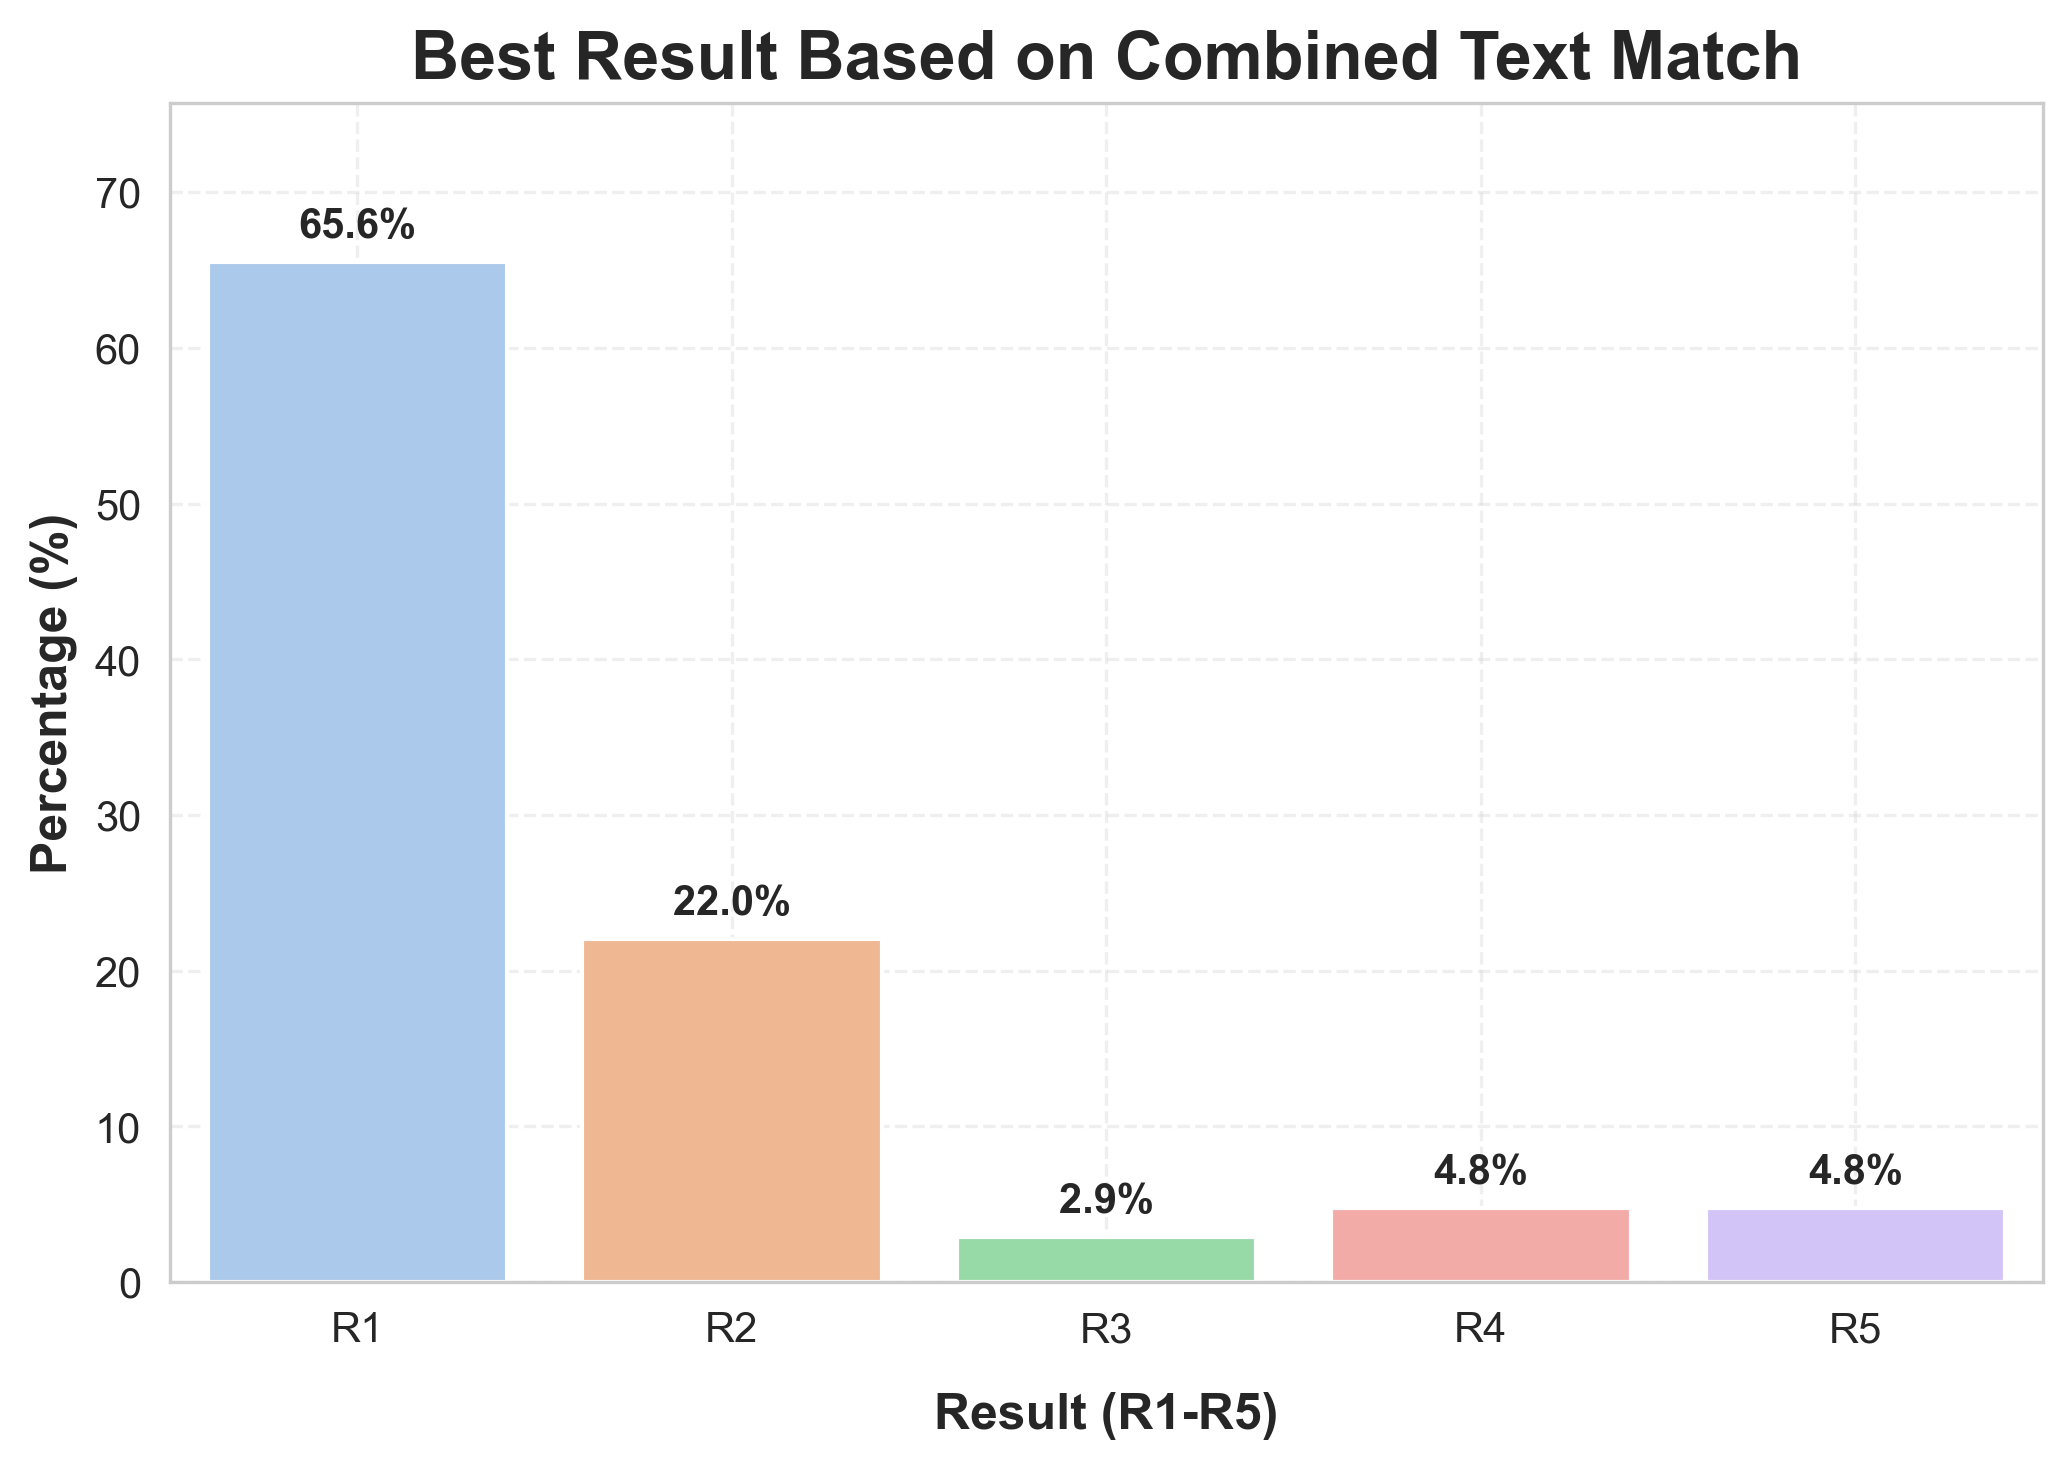 Best Result Based on Combined Text Match
Percentage (%)
70
60
50
40
30
20
10
0
65.6%
22.0%
2.9%
4.8%
4.8%
R1
R2
R3
R4
R5
Result (R1-R5)